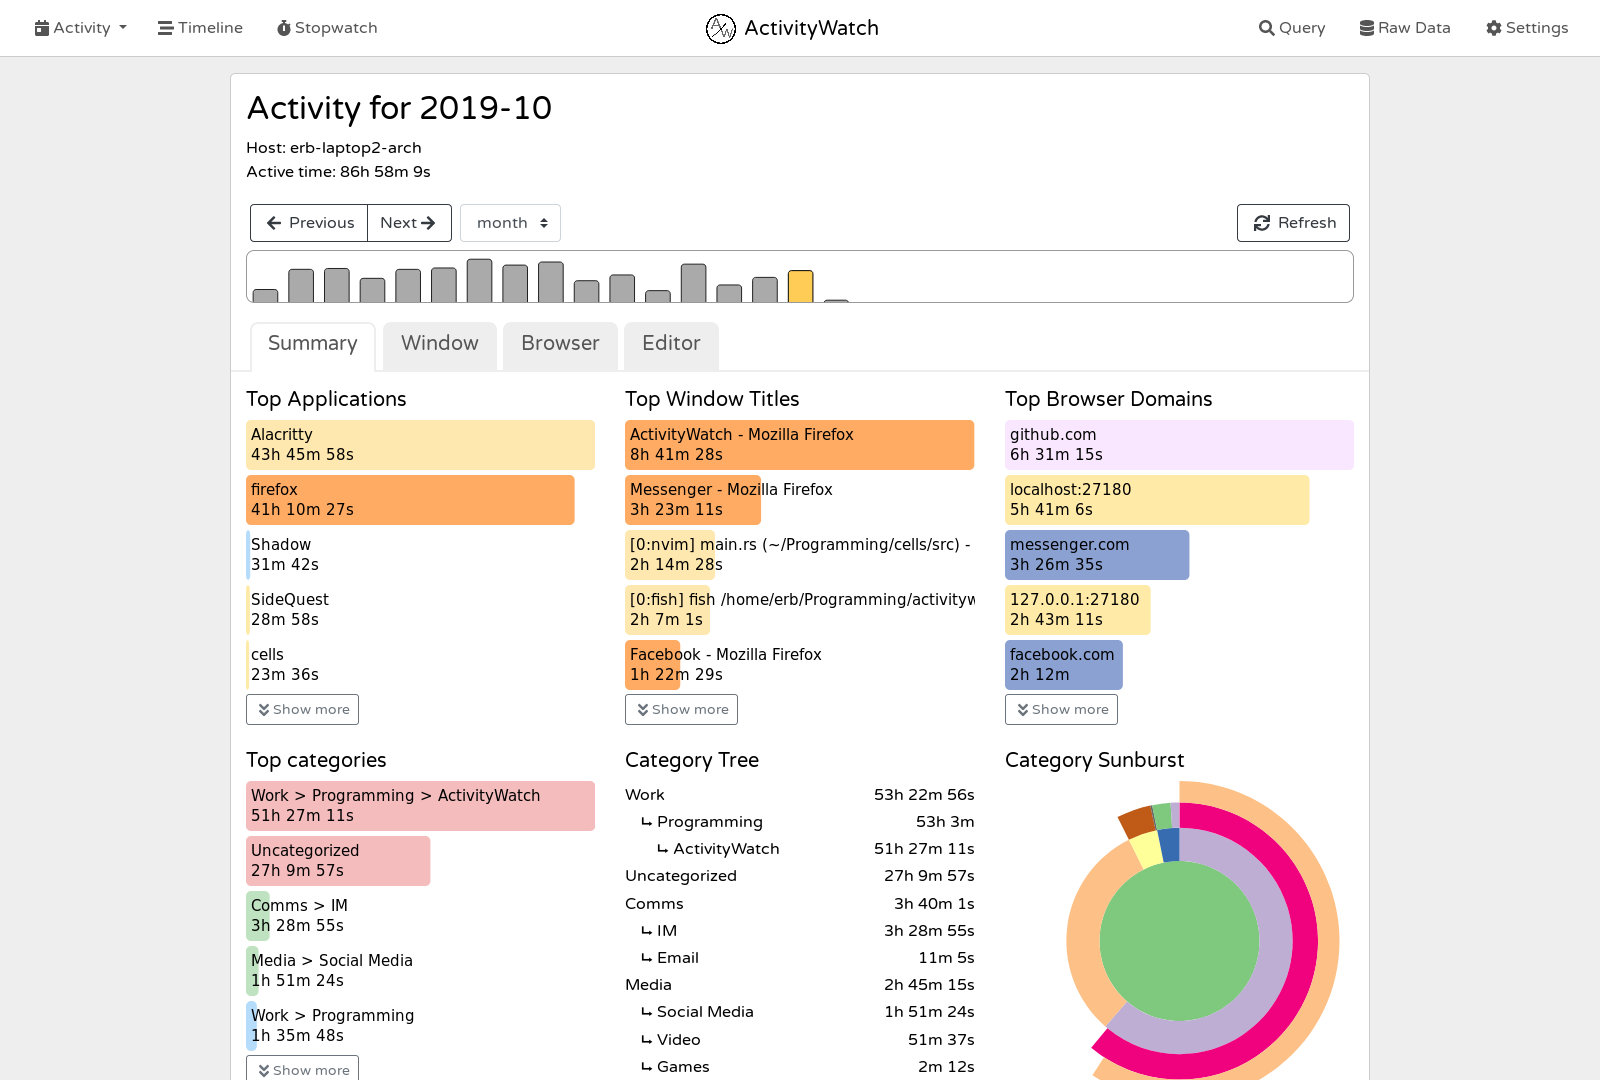 Activity Timeline Stopwatch ActivityWatch Query Raw Data Settings
Activity for 2019-10
Host: erb-laptop2-arch
Active time: 86h 58m 9s
Previous Next month Refresh
Summary Window Browser Editor
Top Applications
Alacritty
43h 45m 58s
firefox
41h 10m 27s
Shadow
31m 42s
SideQuest
28m 58s
cells
23m 36s
Show more
Top Window Titles
ActivityWatch - Mozilla Firefox
8h 41m 28s
Messenger - Mozilla Firefox
3h 23m 11s
[0:nvim] main.rs (~/Programming/cells/src) -
2h 14m 28s
[0:fish] fish /home/erb/Programming/activityw
2h 7m 1s
Facebook - Mozilla Firefox
1h 22m 29s
Show more
Top Browser Domains
github.com
6h 31m 15s
localhost:27180
5h 41m 6s
messenger.com
3h 26m 35s
127.0.0.1:27180
2h 43m 11s
facebook.com
2h 12m
Show more
Top categories
Work > Programming > ActivityWatch
51h 27m 11s
Uncategorized
27h 9m 57s
Comms > IM
3h 28m 55s
Media > Social Media
1h 51m 24s
Work > Programming
1h 35m 48s
Show more
Category Tree
Work 53h 22m 56s
Programming 53h 3m
ActivityWatch 51h 27m 11s
Uncategorized 27h 9m 57s
Comms 3h 40m 1s
IM 3h 28m 55s
Email 11m 5s
Media 2h 45m 15s
Social Media 1h 51m 24s
Video 51m 37s
Games 2m 12s
Category Sunburst